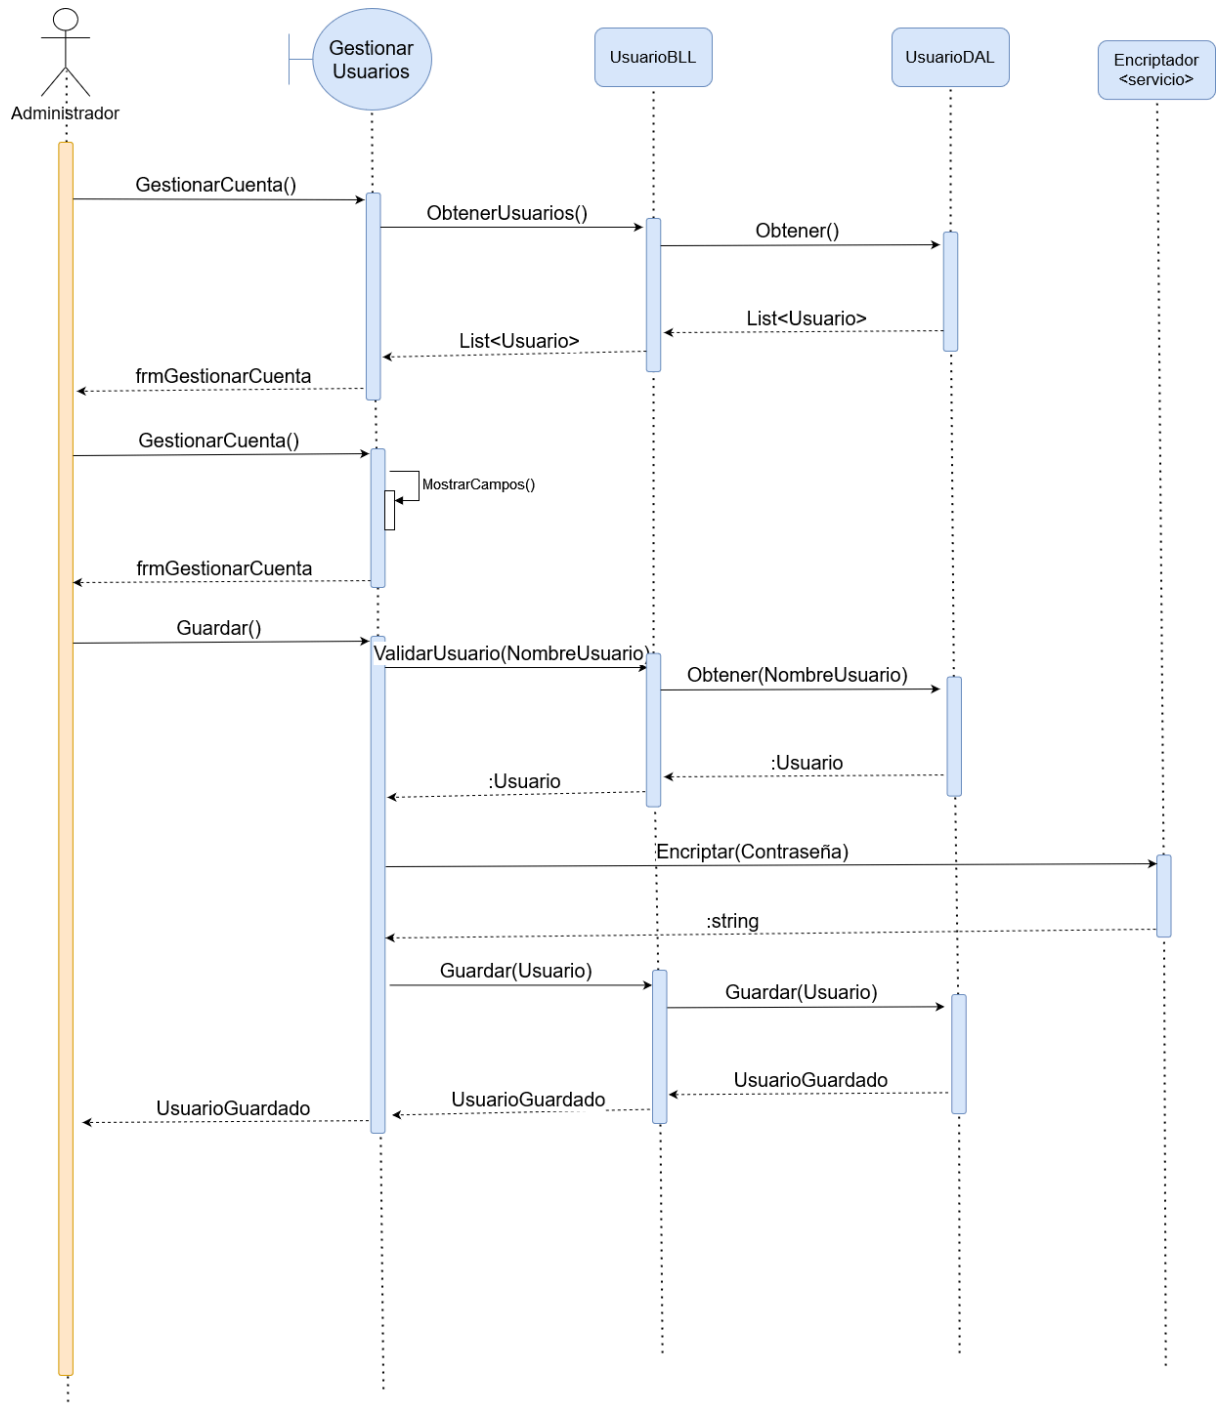 Administrador
Gestionar
Usuarios
UsuarioBLL
UsuarioDAL
Encriptador
<servicio>
GestionarCuenta()
ObtenerUsuarios()
Obtener()
List<Usuario>
List<Usuario>
frmGestionarCuenta
GestionarCuenta()
MostrarCampos()
frmGestionarCuenta
Guardar()
ValidarUsuario(NombreUsuario)
Obtener(NombreUsuario)
:Usuario
:Usuario
Encriptar(Contraseña)
:string
Guardar(Usuario)
Guardar(Usuario)
UsuarioGuardado
UsuarioGuardado
UsuarioGuardado